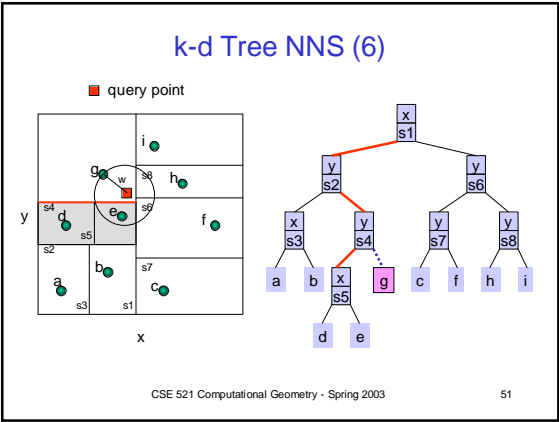 k-d Tree NNS (6)
query point
i
g
w
s8
h
s4
s6
y
d
e
f
s5
s2
b
s7
a
c
s3
s1
x
x
s1
y
s2
y
s6
x
s3
y
s4
y
s7
y
s8
a
b
x
s5
g
c
f
h
i
d
e
CSE 521 Computational Geometry - Spring 2003
51